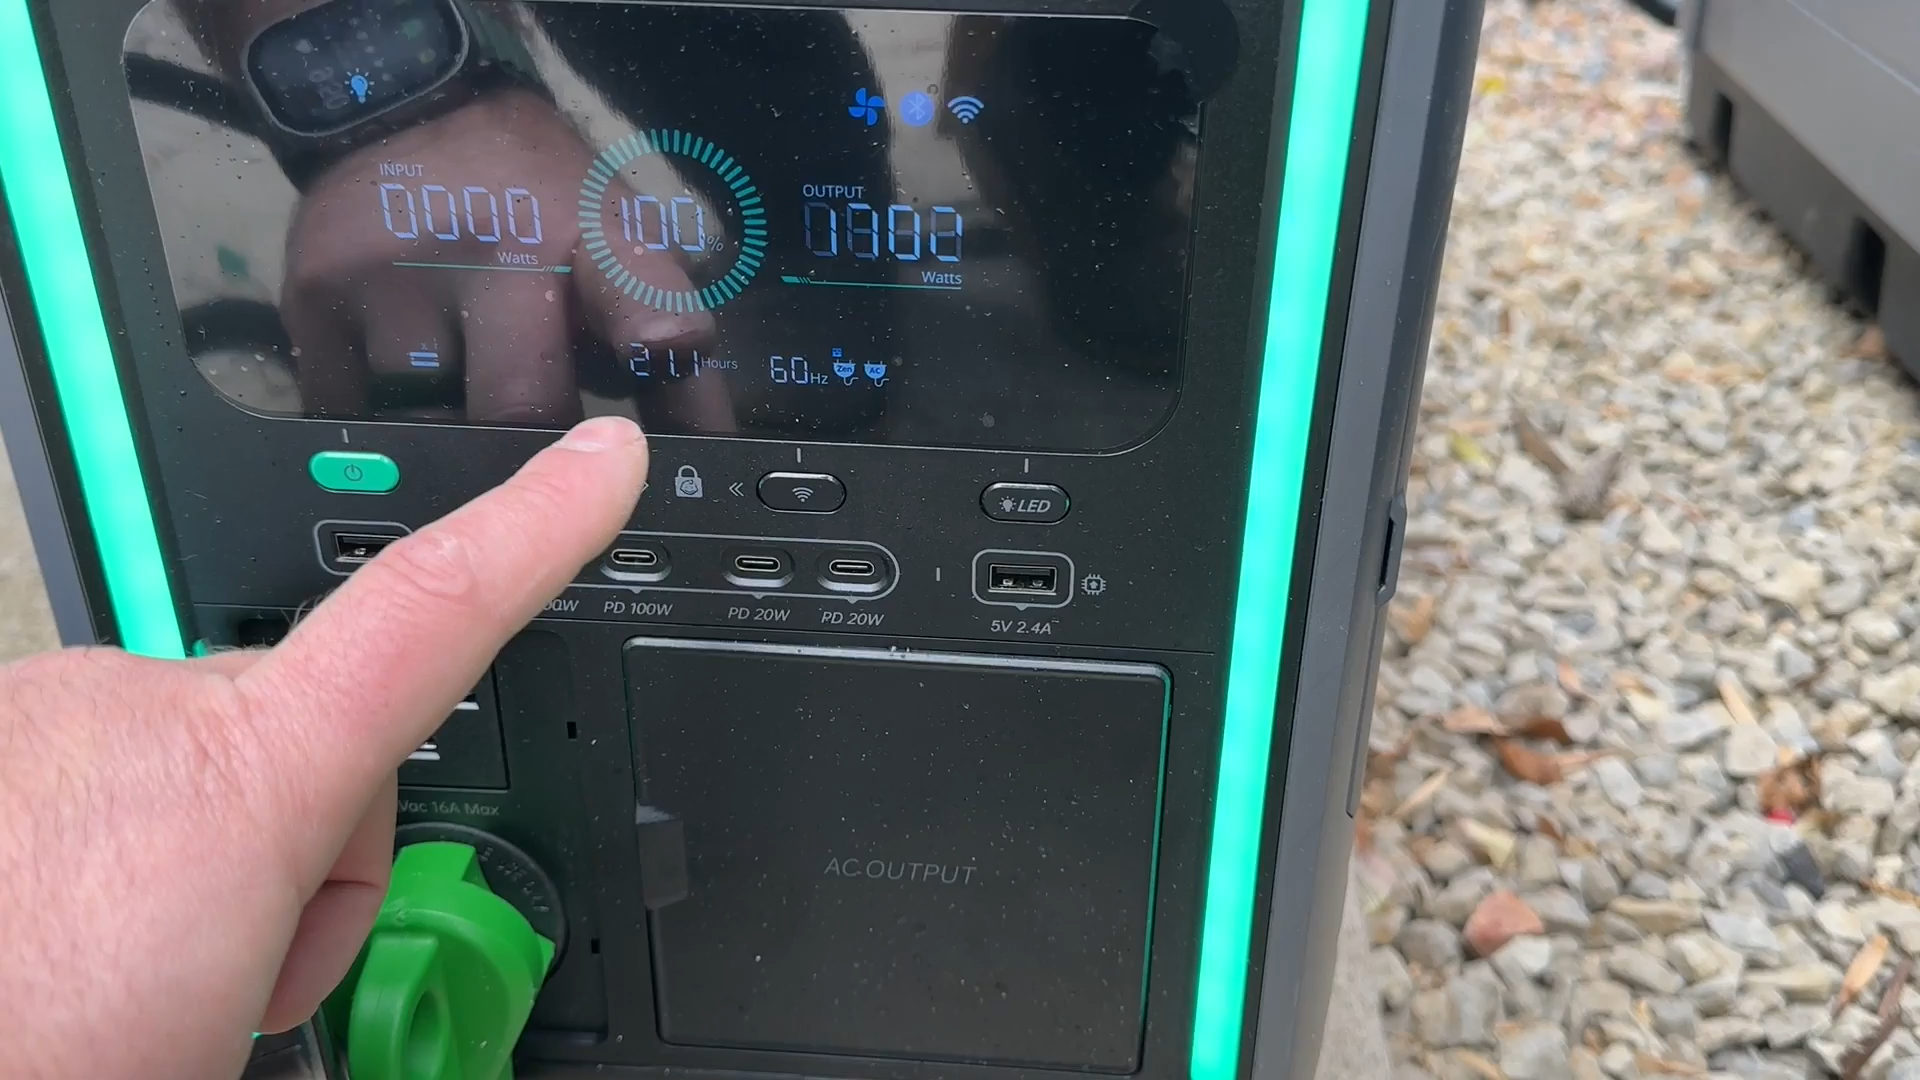 INPUT
0000
Watts
100%
OUTPUT
Watts
21.1 Hours
60Hz
Zen
AC
LED
PD 100W
PD 20W
PD 20W
5V 2.4A
Vac 16A Max
AC OUTPUT